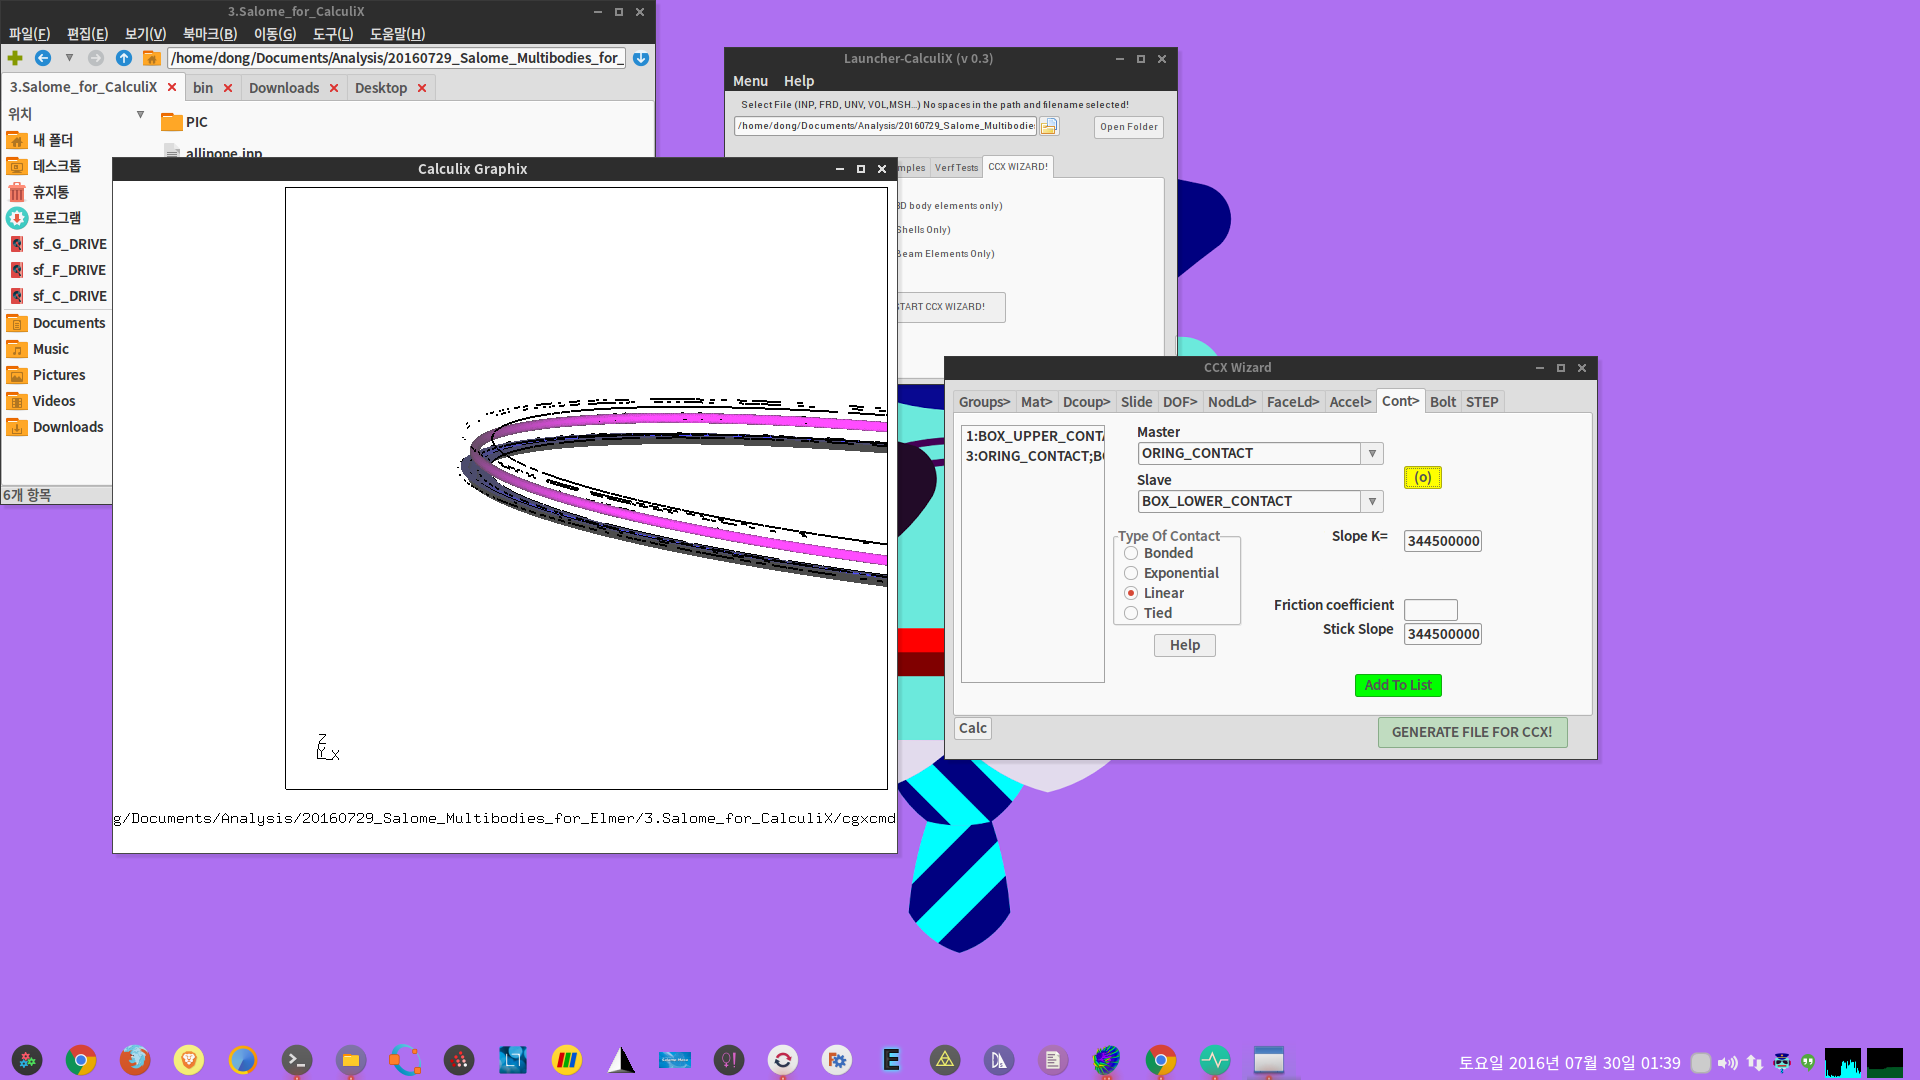 3.Salome_for_CalculiX
파일(F) 편집(E) 보기(V) 북마크(B) 이동(G) 도구(L) 도움말(H)
/home/dong/Documents/Analysis/20160729_Salome_Multibodies_for_
3.Salome_for_CalculiX bin Downloads Desktop
위치
내 폴더
데스크톱
휴지통
프로그램
sf_G_DRIVE
sf_F_DRIVE
sf_C_DRIVE
Documents
Music
Pictures
Videos
Downloads
PIC
allinone.inp
6개 항목
Launcher-CalculiX (v 0.3)
Menu Help
Select File (INP, FRD, UNV, VOL,MSH...) No spaces in the path and filename selected!
/home/dong/Documents/Analysis/20160729_Salome_Multibodie
Open Folder
mples Verf Tests CCX WIZARD!
3D body elements only)
Shells Only)
Beam Elements Only)
START CCX WIZARD!
Calculix Graphix
Z
Y X
g/Documents/Analysis/20160729_Salome_Multibodies_for_Elmer/3.Salome_for_CalculiX/cgxcmd
CCX Wizard
Groups> Mat> Dcoup> Slide DOF> NodLd> FaceLd> Accel> Cont> Bolt STEP
1:BOX_UPPER_CONTA
3:ORING_CONTACT;BO
Master
ORING_CONTACT
(o)
Slave
BOX_LOWER_CONTACT
Type Of Contact
Bonded
Exponential
Linear
Tied
Help
Slope K= 344500000
Friction coefficient
Stick Slope 344500000
Add To List
Calc
GENERATE FILE FOR CCX!
E
토요일 2016년 07월 30일 01:39